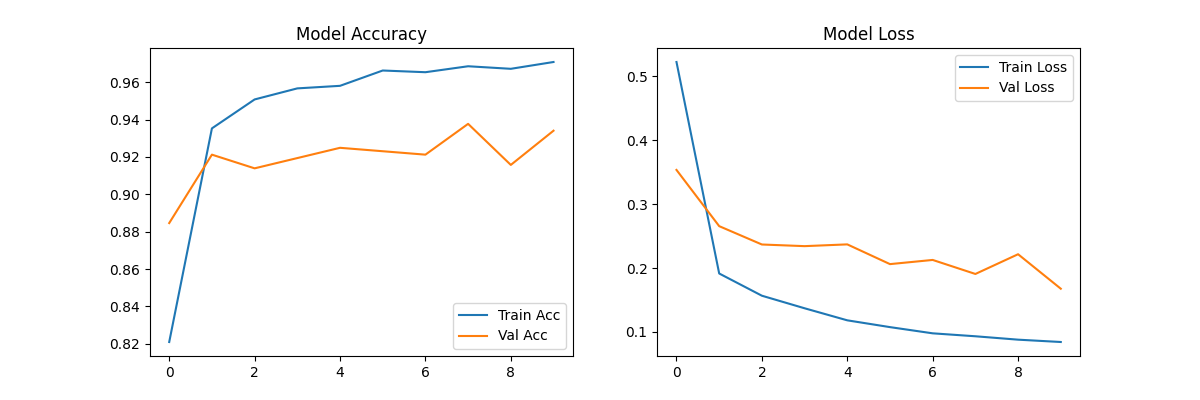 Model Accuracy
0.96
0.94
0.92
0.90
0.88
0.86
0.84
0.82
0 2 4 6 8
Train Acc
Val Acc
Model Loss
0.5
0.4
0.3
0.2
0.1
0 2 4 6 8
Train Loss
Val Loss